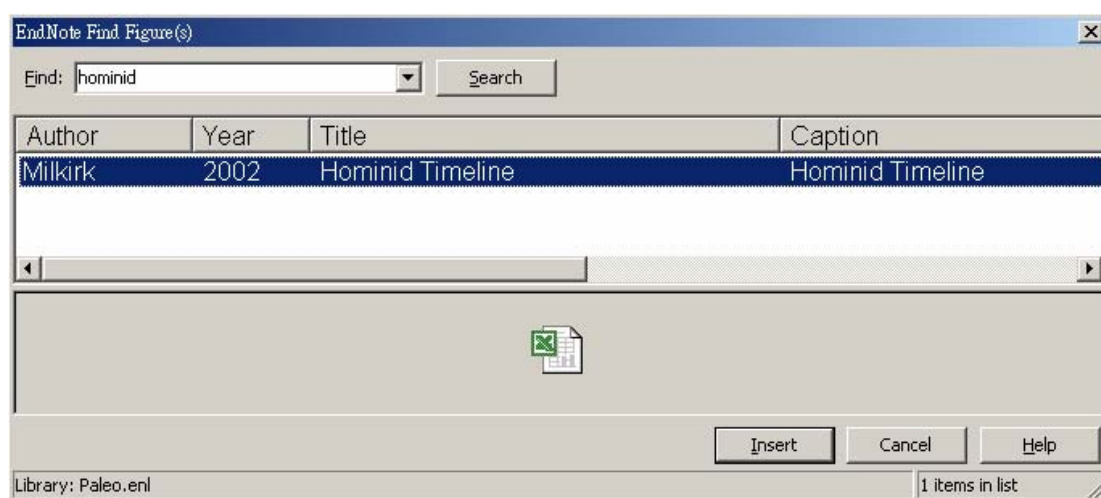 EndNote Find Figure(s)
Find: hominid Search
Author Year Title Caption
Milkirk 2002 Hominid Timeline Hominid Timeline
Insert Cancel Help
Library: Paleo.enl 1 items in list